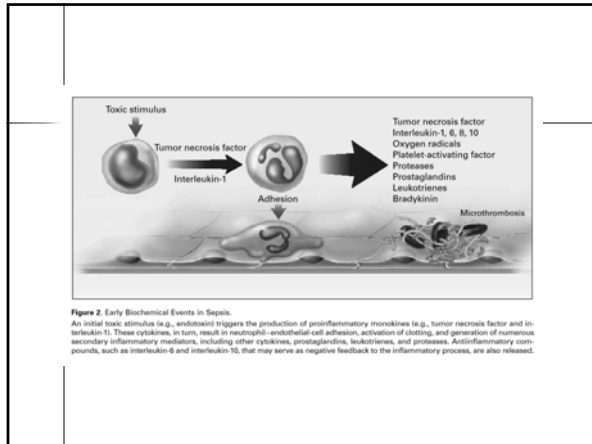 Toxic stimulus
Tumor necrosis factor
Interleukin-1
Adhesion
Tumor necrosis factor
Interleukin-1, 6, 8, 10
Oxygen radicals
Platelet-activating factor
Proteases
Prostaglandins
Leukotrienes
Bradykinin
Microthrombosis
Figure 2. Early Biochemical Events in Sepsis.
An initial toxic stimulus (e.g., endotoxin) triggers the production of proinflammatory monokines (e.g., tumor necrosis factor and in-
terleukin-1). These cytokines, in turn, result in neutrophil–endothelial-cell adhesion, activation of clotting, and generation of numerous
secondary inflammatory mediators, including other cytokines, prostaglandins, leukotrienes, and proteases. Antiinflammatory com-
pounds, such as interleukin-6 and interleukin-10, that may serve as negative feedback to the inflammatory process, are also released.